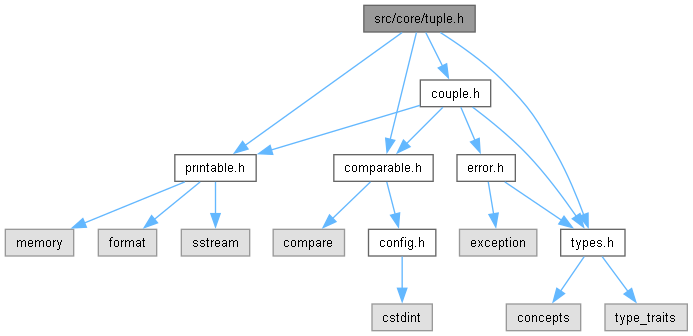 src/core/tuple.h
couple.h
printable.h
comparable.h
error.h
memory
format
sstream
compare
config.h
exception
types.h
cstdint
concepts
type_traits